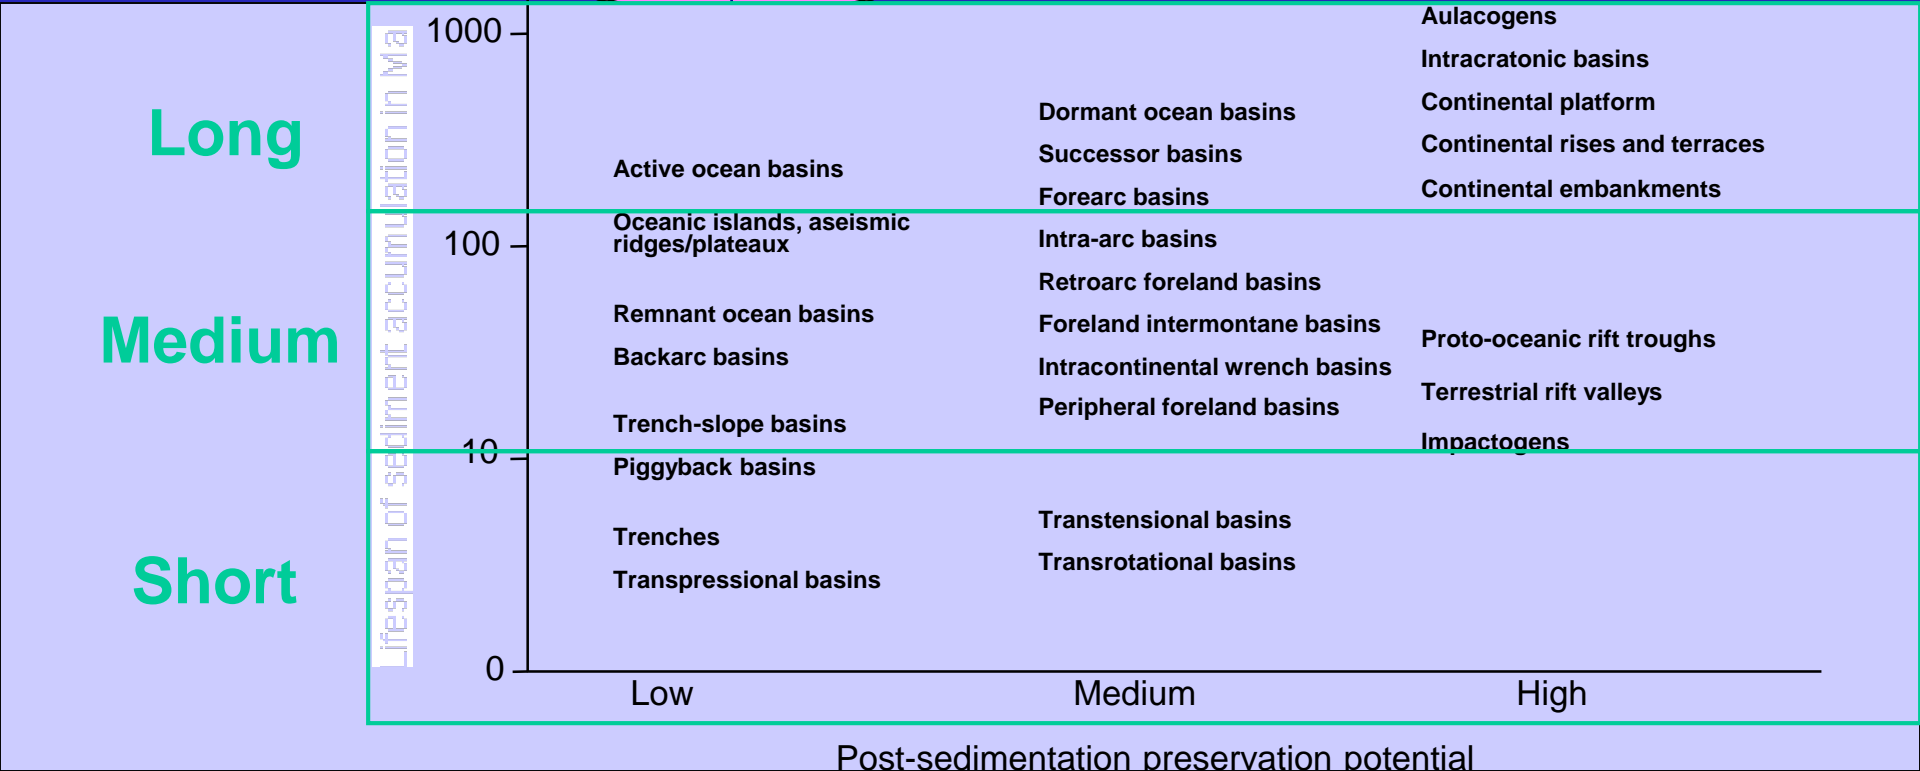 Long
Medium
Short
Lifespan of sediment accumulation in Ma
1000
100
10
0
Active ocean basins
Oceanic islands, aseismic
ridges/plateaux
Remnant ocean basins
Backarc basins
Trench-slope basins
Piggyback basins
Trenches
Transpressional basins
Dormant ocean basins
Successor basins
Forearc basins
Intra-arc basins
Retroarc foreland basins
Foreland intermontane basins
Intracontinental wrench basins
Peripheral foreland basins
Transtensional basins
Transrotational basins
Aulacogens
Intracratonic basins
Continental platform
Continental rises and terraces
Continental embankments
Proto-oceanic rift troughs
Terrestrial rift valleys
Impactogens
Low
Medium
High
Post-sedimentation preservation potential